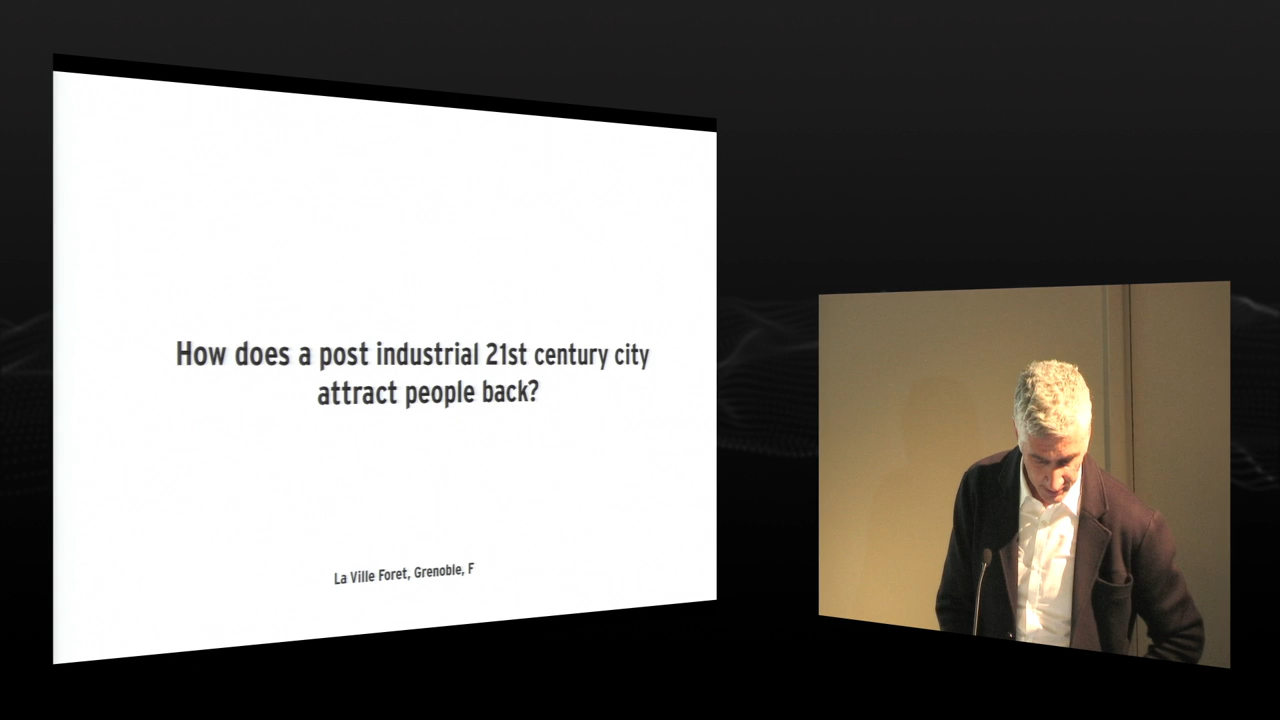 How does a post industrial 21st century city
attract people back?
La Ville Foret, Grenoble, F